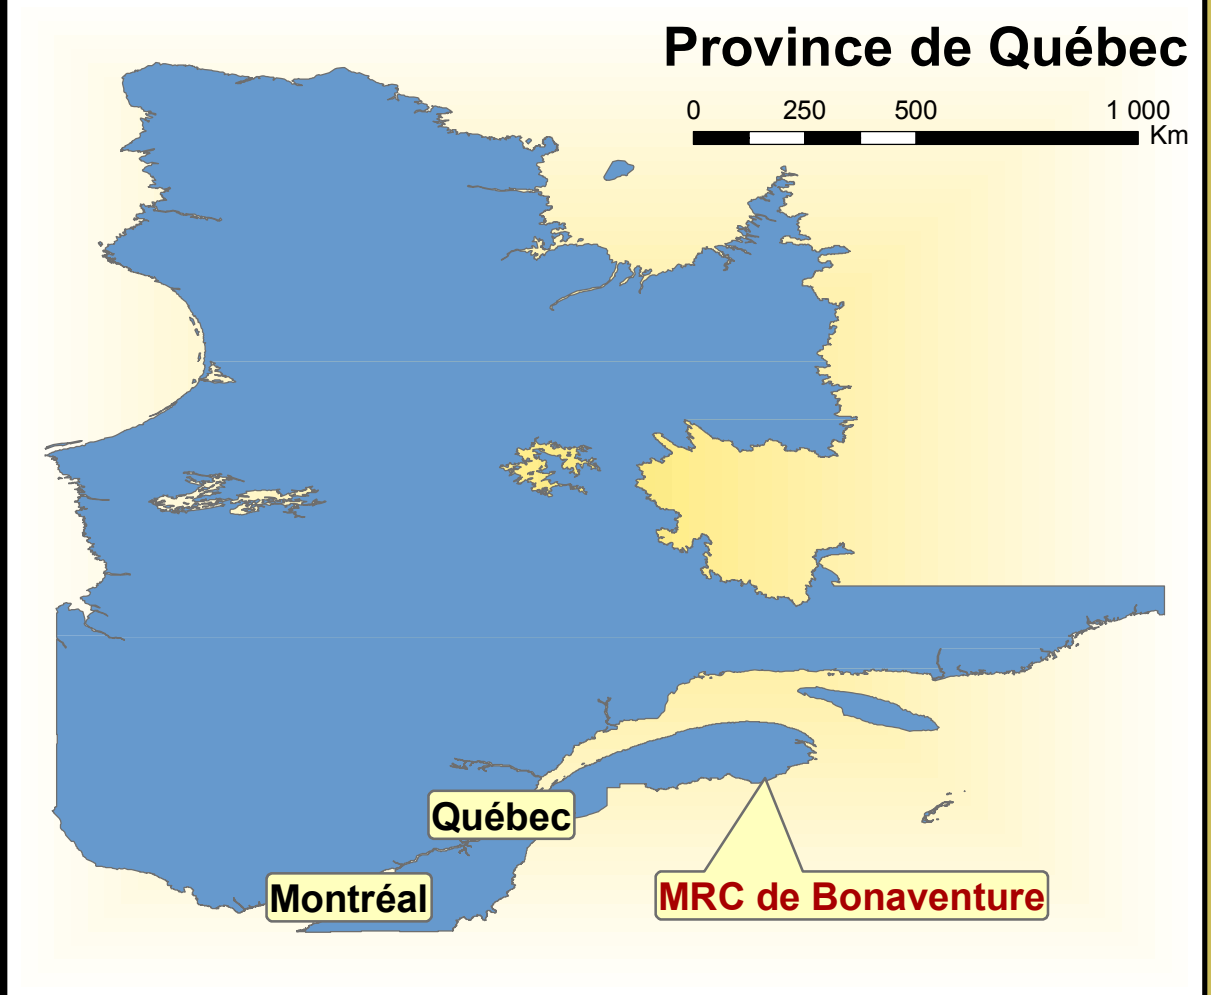 Province de Québec
0 250 500 1 000
Km
Québec
Montréal
MRC de Bonaventure